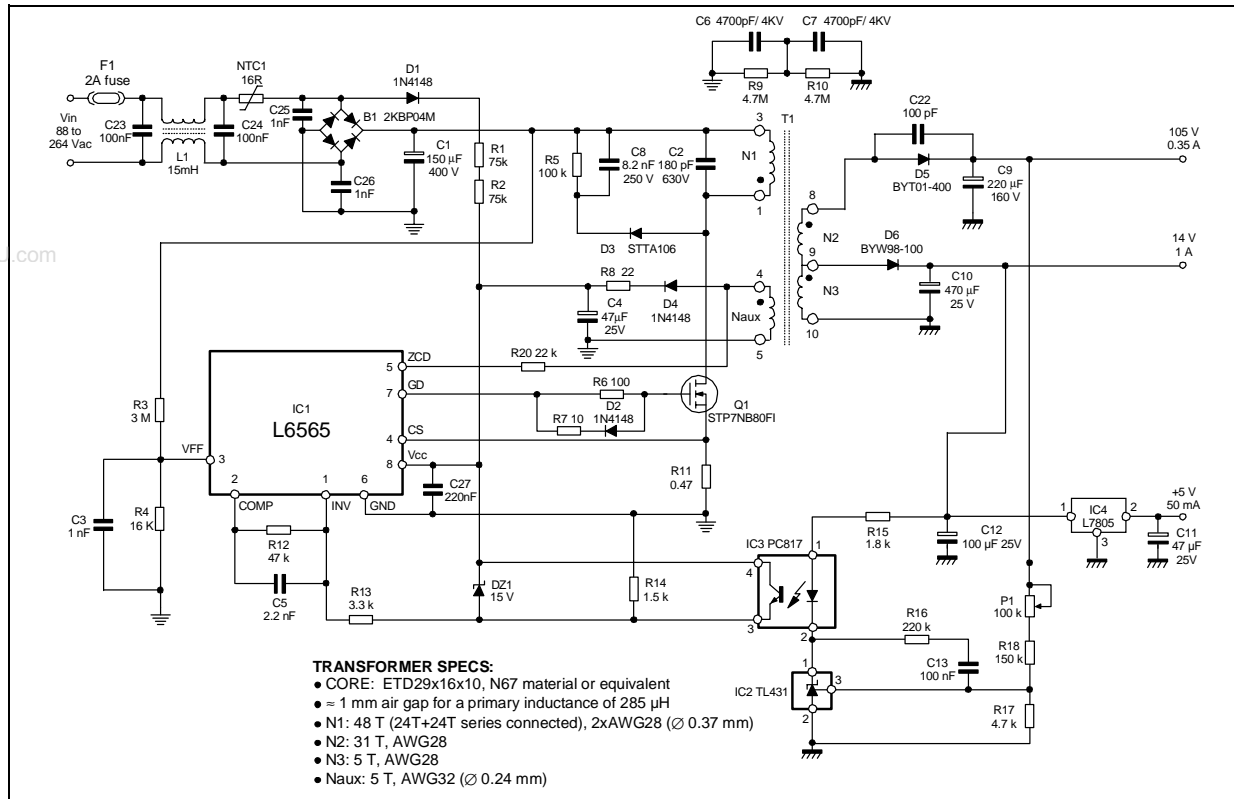 C6 4700pF/ 4KV
C7 4700pF/ 4KV
R9
4.7M
R10
4.7M
F1
2A fuse
NTC1
16R
D1
1N4148
Vin
88 to
264 Vac
C23
100nF
L1
15mH
C24
100nF
C25
1nF
B1
2KBP04M
C26
1nF
C1
150 µF
400 V
R1
75k
R2
75k
R5
100 k
C8
8.2 nF
250 V
C2
180 pF
630V
D3 STTA106
T1
3
N1
1
C22
100 pF
D5
BYT01-400
C9
220 µF
160 V
105 V
0.35 A
8
N2
9
N3
10
D6
BYW98-100
C10
470 µF
25 V
14 V
1 A
u.com
R8 22
C4
47µF
25V
D4
1N4148
4
Naux
5
R20 22 k
5
ZCD
7
GD
4
CS
8
Vcc
IC1
L6565
R6 100
D2
R7 10
1N4148
Q1
STP7NB80FI
R3
3 M
VFF
3
2
COMP
1
INV
6
GND
C27
220nF
R11
0.47
C3
1 nF
R4
16 K
R12
47 k
C5
2.2 nF
R13
3.3 k
DZ1
15 V
R14
1.5 k
IC3 PC817
1
4
3
2
R15
1.8 k
C12
100 µF 25V
1
IC4
L7805
2
3
+5 V
50 mA
C11
47 µF
25V
P1
100 k
R16
220 k
C13
100 nF
R18
150 k
R17
4.7 k
1
IC2 TL431
3
2
TRANSFORMER SPECS:
• CORE: ETD29x16x10, N67 material or equivalent
• ≈ 1 mm air gap for a primary inductance of 285 µH
• N1: 48 T (24T+24T series connected), 2xAWG28 (∅ 0.37 mm)
• N2: 31 T, AWG28
• N3: 5 T, AWG28
• Naux: 5 T, AWG32 (∅ 0.24 mm)